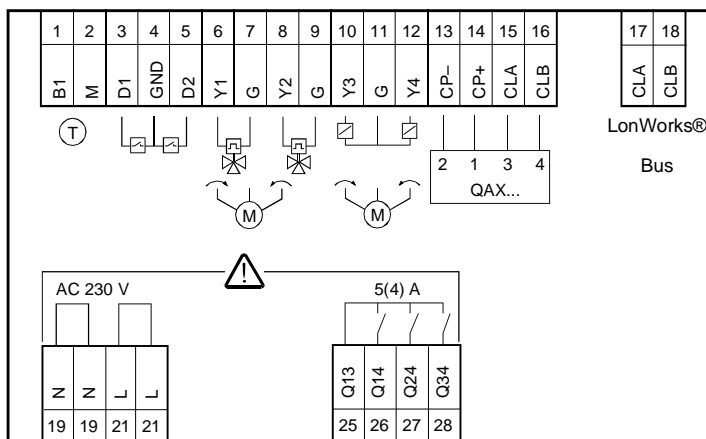 1 2 3 4 5 6 7 8 9 10 11 12 13 14 15 16 17 18
B1 M D1 GND D2 Y1 G Y2 G Y3 G Y4 CP– CP+ CLA CLB CLA CLB
T
LonWorks®
Bus
2 1 3 4
QAX...
M M
AC 230 V
5(4) A
N N L L Q13 Q14 Q24 Q34
19 19 21 21 25 26 27 28